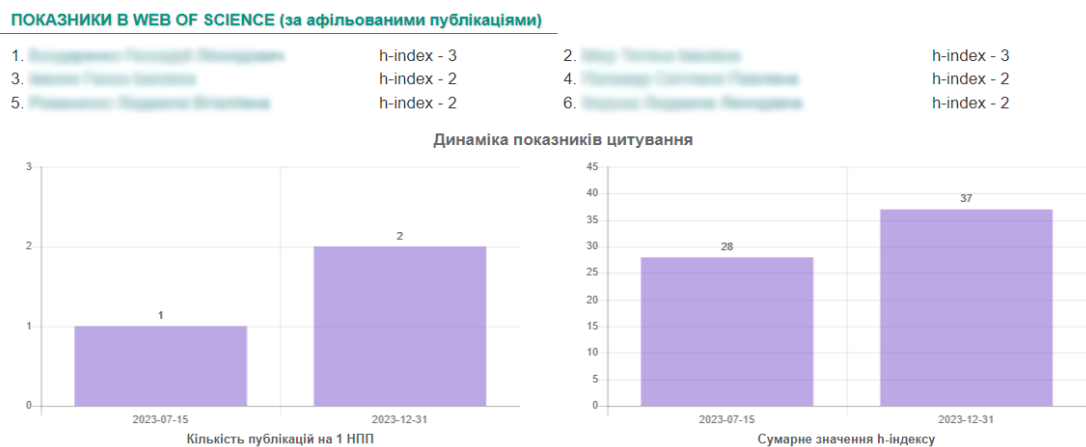 ПОКАЗНИКИ В WEB OF SCIENCE (за афільованими публікаціями)
1. h-index - 3 2. h-index - 3
3. h-index - 2 4. h-index - 2
5. h-index - 2 6. h-index - 2
Динаміка показників цитування
3
2
1
0
1
2
2023-07-15 2023-12-31
Кількість публікацій на 1 НПП
45
40
35
30
25
20
15
10
5
0
28
37
2023-07-15 2023-12-31
Сумарне значення h-індексу